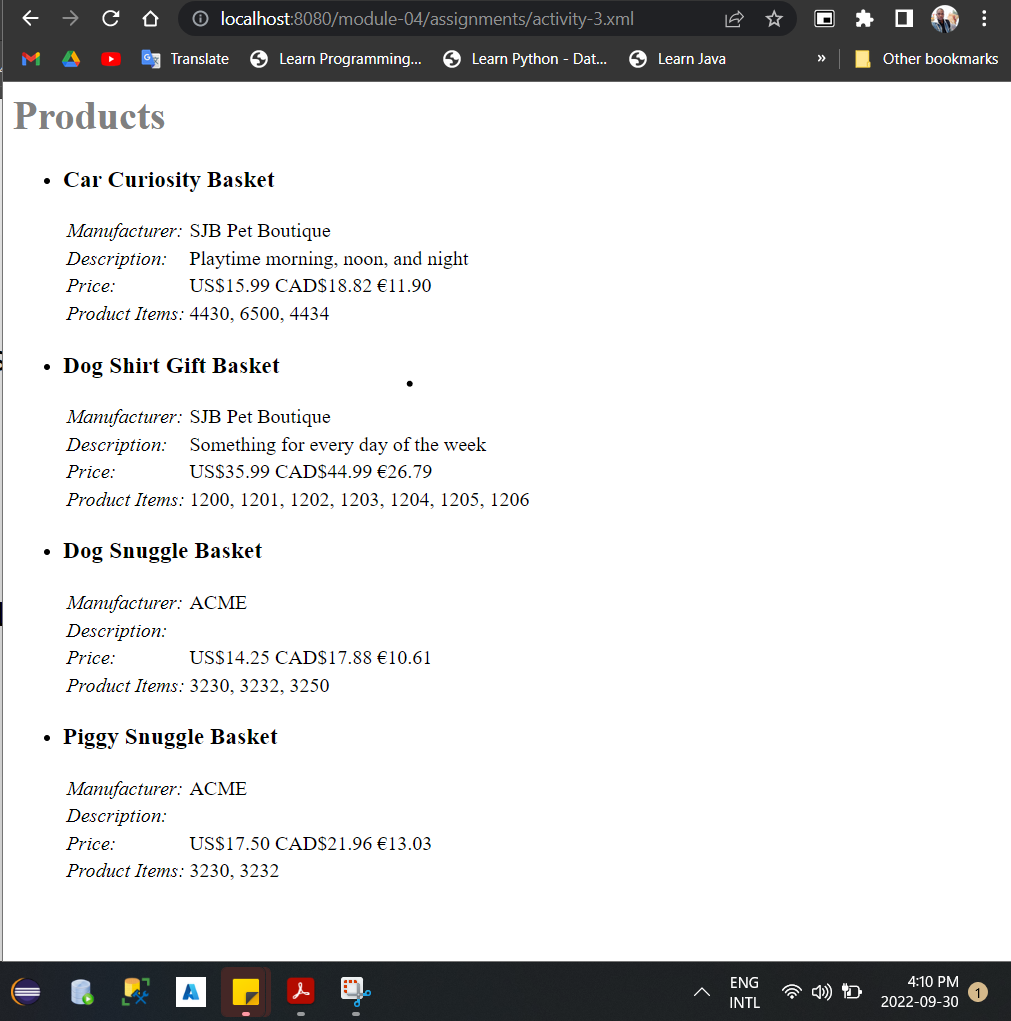 localhost:8080/module-04/assignments/activity-3.xml
Translate Learn Programming... Learn Python - Dat... Learn Java » Other bookmarks
Products
• Car Curiosity Basket
Manufacturer: SJB Pet Boutique
Description: Playtime morning, noon, and night
Price: US$15.99 CAD$18.82 €11.90
Product Items: 4430, 6500, 4434
• Dog Shirt Gift Basket
Manufacturer: SJB Pet Boutique
Description: Something for every day of the week
Price: US$35.99 CAD$44.99 €26.79
Product Items: 1200, 1201, 1202, 1203, 1204, 1205, 1206
• Dog Snuggle Basket
Manufacturer: ACME
Description:
Price: US$14.25 CAD$17.88 €10.61
Product Items: 3230, 3232, 3250
• Piggy Snuggle Basket
Manufacturer: ACME
Description:
Price: US$17.50 CAD$21.96 €13.03
Product Items: 3230, 3232
ENG 4:10 PM
INTL 2022-09-30 1